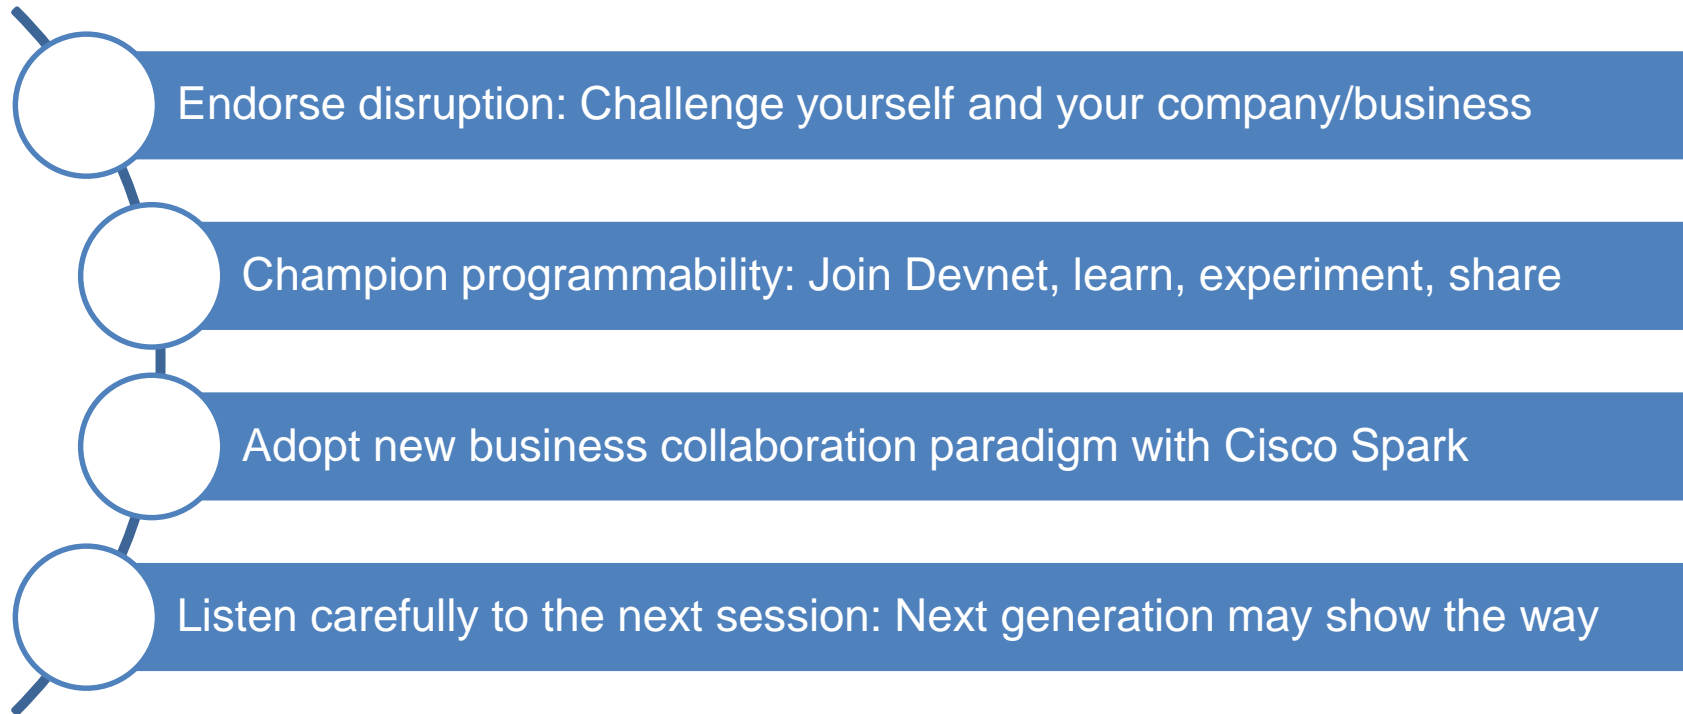 Endorse disruption: Challenge yourself and your company/business
Champion programmability: Join Devnet, learn, experiment, share
Adopt new business collaboration paradigm with Cisco Spark
Listen carefully to the next session: Next generation may show the way